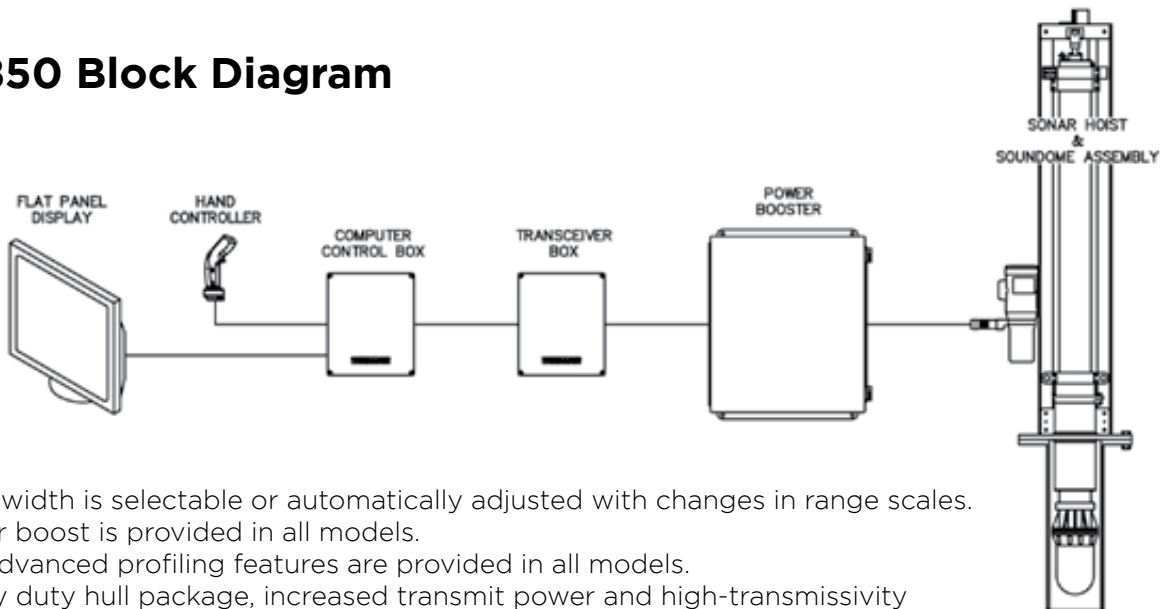 350 Block Diagram
SONAR HOIST
&
SOUNDOME ASSEMBLY
FLAT PANEL
DISPLAY
HAND
CONTROLLER
COMPUTER
CONTROL BOX
TRANSCEIVER
BOX
POWER
BOOSTER
width is selectable or automatically adjusted with changes in range scales.
r boost is provided in all models.
dvanced profiling features are provided in all models.
y duty hull package, increased transmit power and high-transmissivity